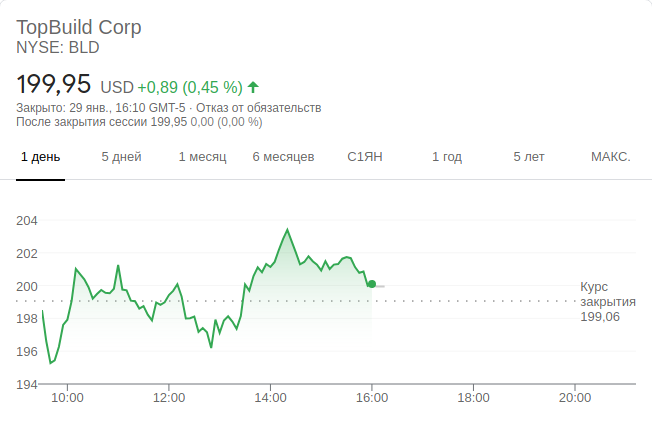 TopBuild Corp
NYSE: BLD
199,95 USD +0,89 (0,45 %)
Закрыто: 29 янв., 16:10 GMT-5 · Отказ от обязательств
После закрытия сессии 199,95 0,00 (0,00 %)
1 день 5 дней 1 месяц 6 месяцев С1ЯН 1 год 5 лет МАКС.
204
202
200
198
196
194
Курс
закрытия
199,06
10:00 12:00 14:00 16:00 18:00 20:00